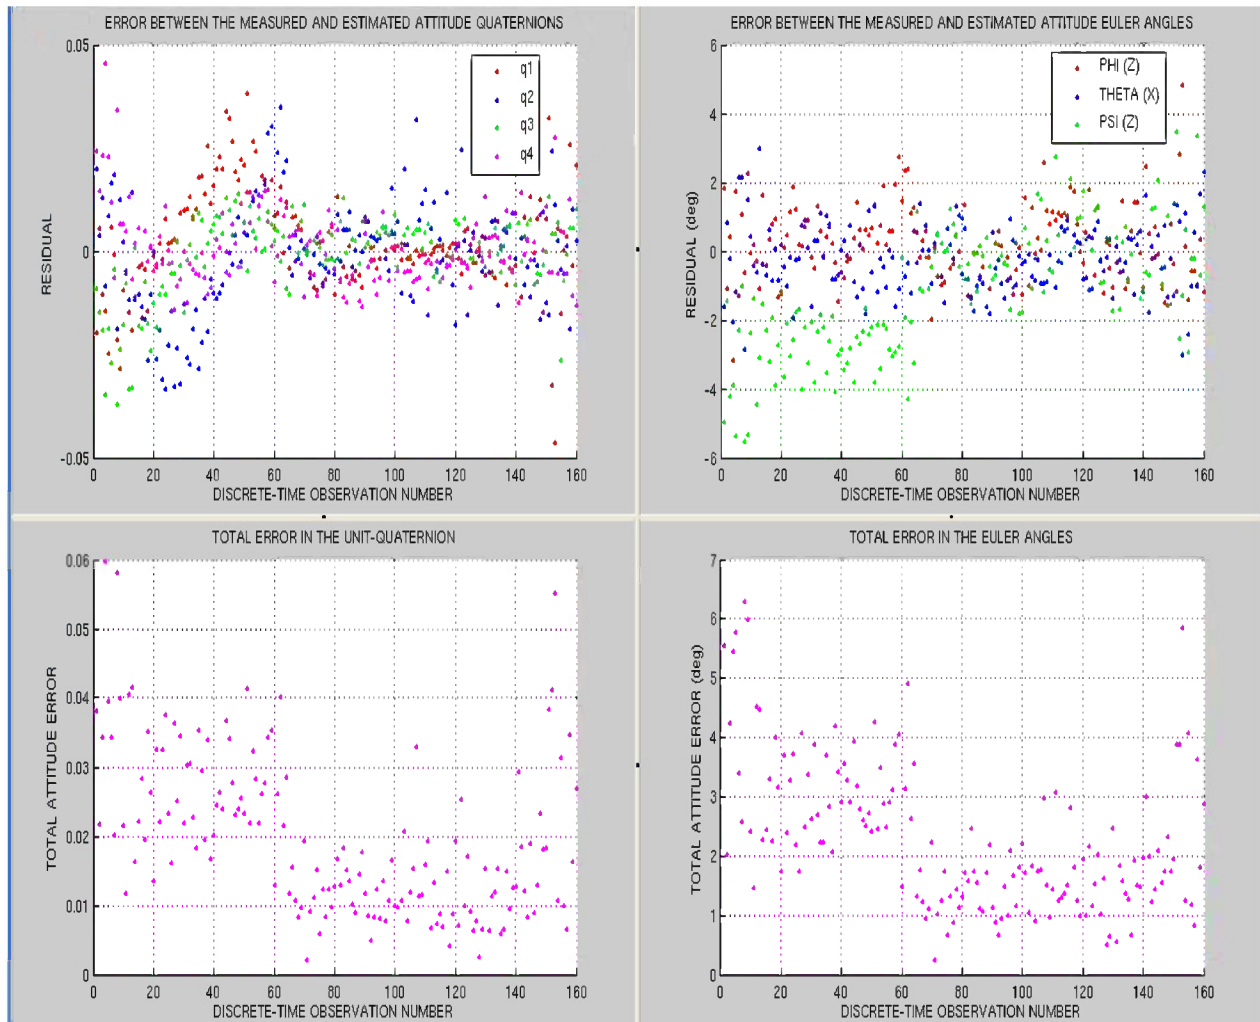 ERROR BETWEEN THE MEASURED AND ESTIMATED ATTITUDE QUATERNIONS
0.05
0
-0.05
RESIDUAL
q1
q2
q3
q4
0 20 40 60 80 100 120 140 160
DISCRETE-TIME OBSERVATION NUMBER
ERROR BETWEEN THE MEASURED AND ESTIMATED ATTITUDE EULER ANGLES
6
4
2
0
-2
-4
-6
RESIDUAL (deg)
PHI (Z)
THETA (X)
PSI (Z)
0 20 40 60 80 100 120 140 160
DISCRETE-TIME OBSERVATION NUMBER
TOTAL ERROR IN THE UNIT-QUATERNION
0.06
0.05
0.04
0.03
0.02
0.01
0
TOTAL ATTITUDE ERROR
0 20 40 60 80 100 120 140 160
DISCRETE-TIME OBSERVATION NUMBER
TOTAL ERROR IN THE EULER ANGLES
7
6
5
4
3
2
1
0
TOTAL ATTITUDE ERROR (deg)
0 20 40 60 80 100 120 140 160
DISCRETE-TIME OBSERVATION NUMBER